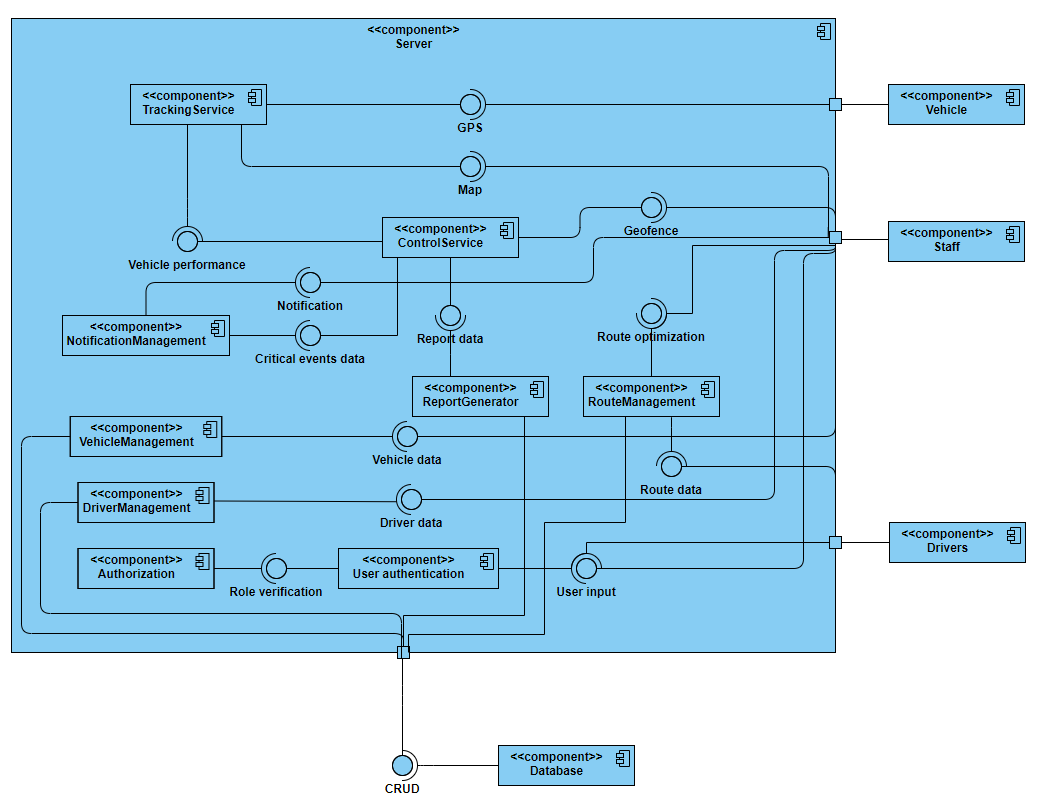 <<component>>
Server
<<component>>
TrackingService
GPS
<<component>>
Vehicle
Map
<<component>>
ControlService
Geofence
<<component>>
Staff
Vehicle performance
Notification
<<component>>
NotificationManagement
Critical events data
Report data
Route optimization
<<component>>
ReportGenerator
<<component>>
RouteManagement
<<component>>
VehicleManagement
Vehicle data
Route data
<<component>>
DriverManagement
Driver data
<<component>>
Drivers
<<component>>
Authorization
Role verification
<<component>>
User authentication
User input
<<component>>
Database
CRUD